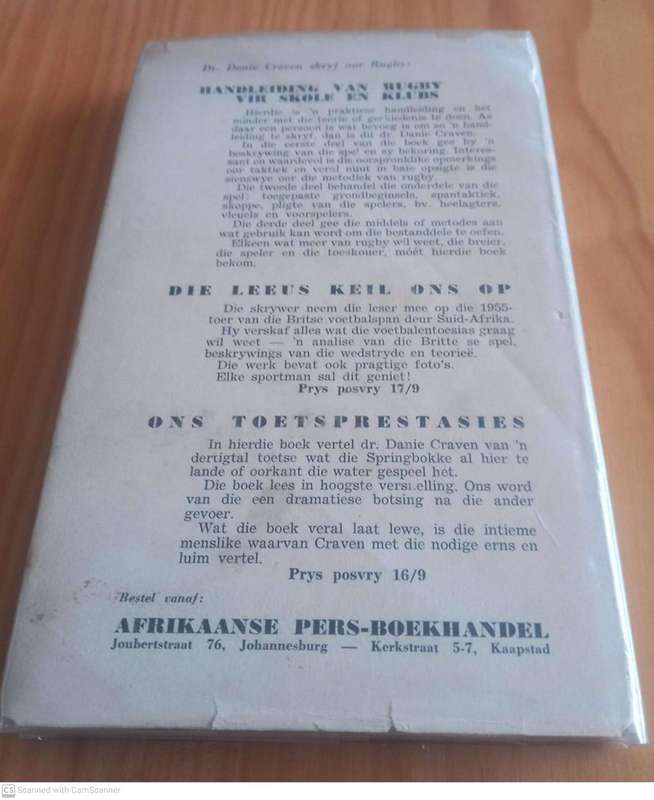 Dr. Danie Craven skryf oor Rugby:
HANDLEIDING VAN RUGBY
VIR SKOLE EN KLUBS
Hierdie is 'n praktiese handleiding en het
minder met die teorie of geskiedenis te doen. As
daar een persoon is wat bevoeg is om so 'n hand-
leiding te skryf, dan is dit dr. Danie Craven.
In die eerste deel van die boek gee hy 'n
beskrywing van die spel en sy bekoring. Interes-
sant en waardevol is die oorspronklike opmerkings
oor taktiek en veral nuut in baie opsigte is die
sienswyse oor die metodiek van rugby.
Die tweede deel behandel die onderdele van die
spel: toegepaste grondbeginsels, spantaktiek,
skoppe, pligte van die spelers, bv. heelagters,
vleuels en voorspelers.
Die derde deel gee die middels of metodes aan
wat gebruik kan word om die bestanddele te oefen.
Elkeen wat meer van rugby wil weet, die breier,
die speler en die toeskouer, móét hierdie boek
bekom.
DIE LEEUS KEIL ONS OP
Die skrywer neem die leser mee op die 1955-
toer van die Britse voetbalspan deur Suid-Afrika.
Hy verskaf alles wat die voetbalentoesias graag
wil weet — 'n analise van die Britte se spel,
beskrywings van die wedstryde en teorieë.
Die werk bevat ook pragtige foto's.
Elke sportman sal dit geniet!
Prys posvry 17/9
ONS TOETSPRESTASIES
In hierdie boek vertel dr. Danie Craven van 'n
dertigtal toetse wat die Springbokke al hier te
lande of oorkant die water gespeel het.
Die boek lees in hoogste versnelling. Ons word
van die een dramatiese botsing na die ander
gevoer.
Wat die boek veral laat lewe, is die intieme
menslike waarvan Craven met die nodige erns en
luim vertel.
Prys posvry 16/9
Bestel vanaf:
AFRIKAANSE PERS-BOEKHANDEL
Joubertstraat 76, Johannesburg — Kerkstraat 5-7, Kaapstad
CS Scanned with CamScanner